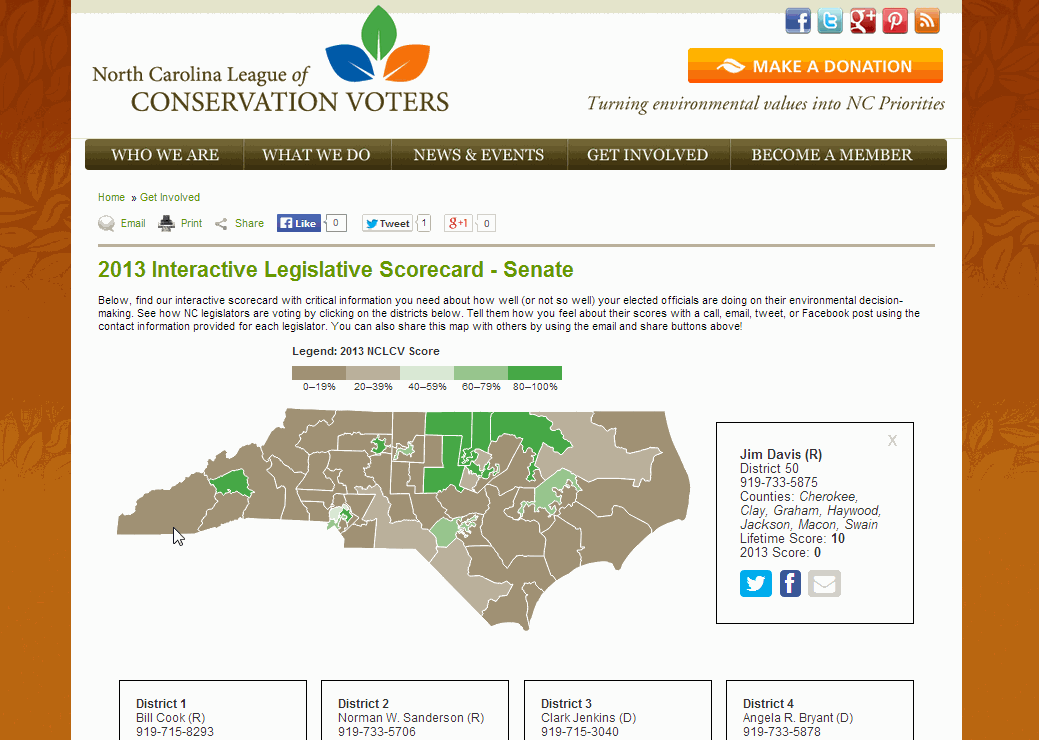 North Carolina League of
CONSERVATION VOTERS
MAKE A DONATION
Turning environmental values into NC Priorities
WHO WE ARE
WHAT WE DO
NEWS & EVENTS
GET INVOLVED
BECOME A MEMBER
Home » Get Involved
Email Print Share Like 0 Tweet 1 g+1 0
2013 Interactive Legislative Scorecard - Senate
Below, find our interactive scorecard with critical information you need about how well (or not so well) your elected officials are doing on their environmental decision-
making. See how NC legislators are voting by clicking on the districts below. Tell them how you feel about their scores with a call, email, tweet, or Facebook post using the
contact information provided for each legislator. You can also share this map with others by using the email and share buttons above!
Legend: 2013 NCLCV Score
0–19% 20–39% 40–59% 60–79% 80–100%
X
Jim Davis (R)
District 50
919-733-5875
Counties: Cherokee,
Clay, Graham, Haywood,
Jackson, Macon, Swain
Lifetime Score: 10
2013 Score: 0
District 1
Bill Cook (R)
919-715-8293
District 2
Norman W. Sanderson (R)
919-733-5706
District 3
Clark Jenkins (D)
919-715-3040
District 4
Angela R. Bryant (D)
919-733-5878